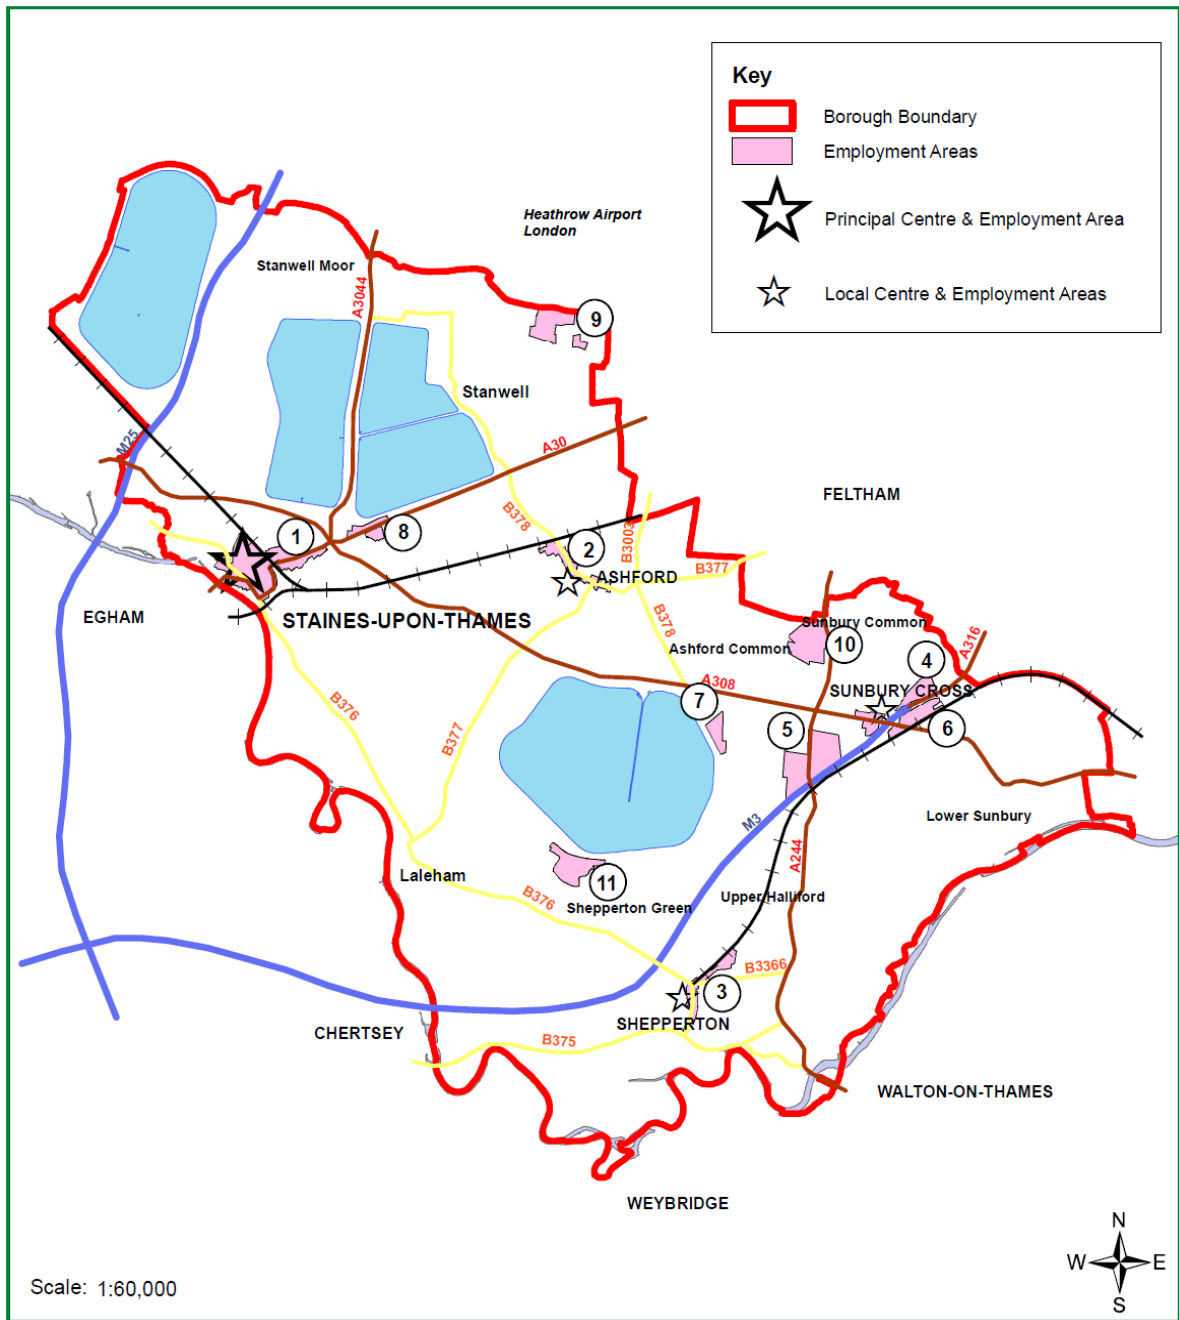 Key
Borough Boundary
Employment Areas
Principal Centre & Employment Area
Local Centre & Employment Areas
Heathrow Airport
London
Stanwell Moor
A3044
9
Stanwell
M25
A30
FELTHAM
B378
B3003
1
8
2
ASHFORD
B377
EGHAM
STAINES-UPON-THAMES
B378
Sunbury Common
Ashford Common
10
A316
4
A308
SUNBURY CROSS
7
B376
B377
5
6
M3
Lower Sunbury
A244
Laleham
11
B376
Shepperton Green
Upper Halliford
B3366
3
SHEPPERTON
CHERTSEY
B375
WALTON-ON-THAMES
WEYBRIDGE
N
W
E
S
Scale: 1:60,000